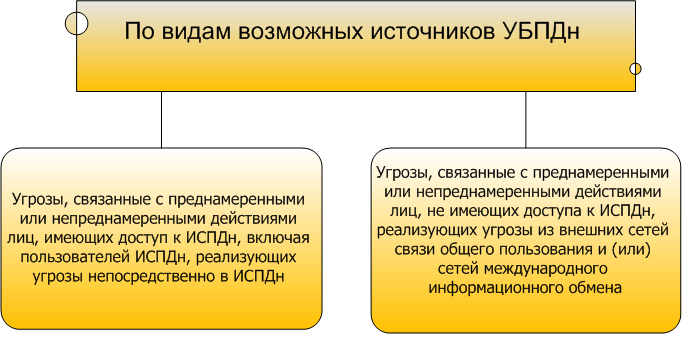 По видам возможных источников УБПДн
Угрозы, связанные с преднамеренными
или непреднамеренными действиями
лиц, имеющих доступ к ИСПДн, включая
пользователей ИСПДн, реализующих
угрозы непосредственно в ИСПДн
Угрозы, связанные с преднамеренными
или непреднамеренными действиями
лиц, не имеющих доступа к ИСПДн,
реализующих угрозы из внешних сетей
связи общего пользования и (или)
сетей международного
информационного обмена